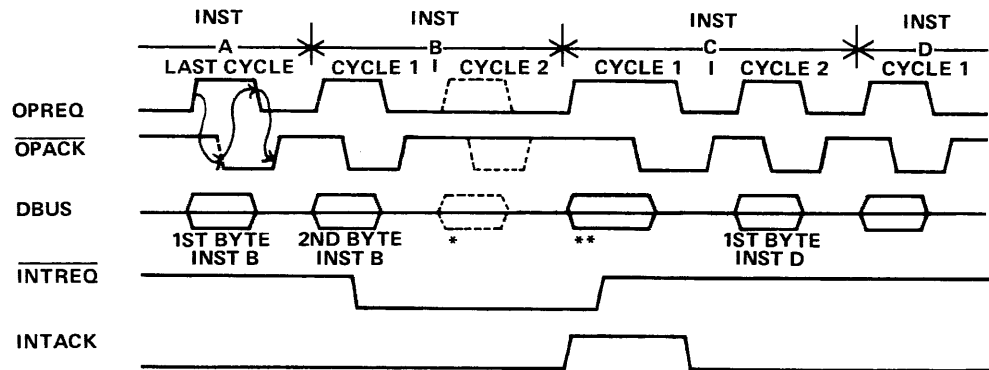 INST INST INST INST
A B C D
LAST CYCLE CYCLE 1 I CYCLE 2 CYCLE 1 I CYCLE 2 CYCLE 1
OPREQ
OPACK
DBUS
1ST BYTE 2ND BYTE * ** 1ST BYTE
INST B INST B INST D
INTREQ
INTACK